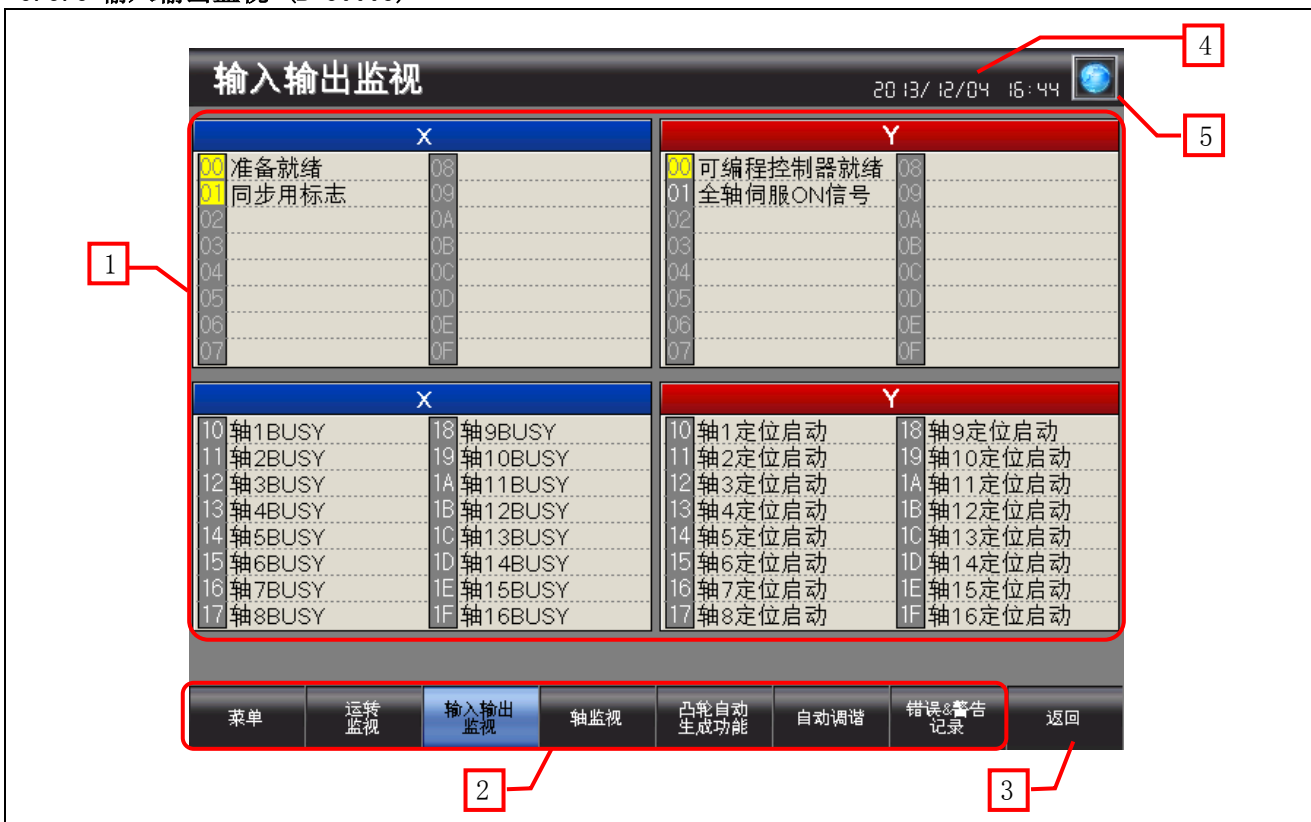 输入输出监视
2013/12/04 16:44
4
5
1
X
00 准备就绪 08
01 同步用标志 09
02 0A
03 0B
04 0C
05 0D
06 0E
07 0F
Y
00 可编程控制器就绪 08
01 全轴伺服ON信号 09
02 0A
03 0B
04 0C
05 0D
06 0E
07 0F
X
10 轴1BUSY 18 轴9BUSY
11 轴2BUSY 19 轴10BUSY
12 轴3BUSY 1A 轴11BUSY
13 轴4BUSY 1B 轴12BUSY
14 轴5BUSY 1C 轴13BUSY
15 轴6BUSY 1D 轴14BUSY
16 轴7BUSY 1E 轴15BUSY
17 轴8BUSY 1F 轴16BUSY
Y
10 轴1定位启动 18 轴9定位启动
11 轴2定位启动 19 轴10定位启动
12 轴3定位启动 1A 轴11定位启动
13 轴4定位启动 1B 轴12定位启动
14 轴5定位启动 1C 轴13定位启动
15 轴6定位启动 1D 轴14定位启动
16 轴7定位启动 1E 轴15定位启动
17 轴8定位启动 1F 轴16定位启动
菜单
运转
监视
输入输出
监视
轴监视
凸轮自动
生成功能
自动调谐
错误&警告
记录
返回
2
3